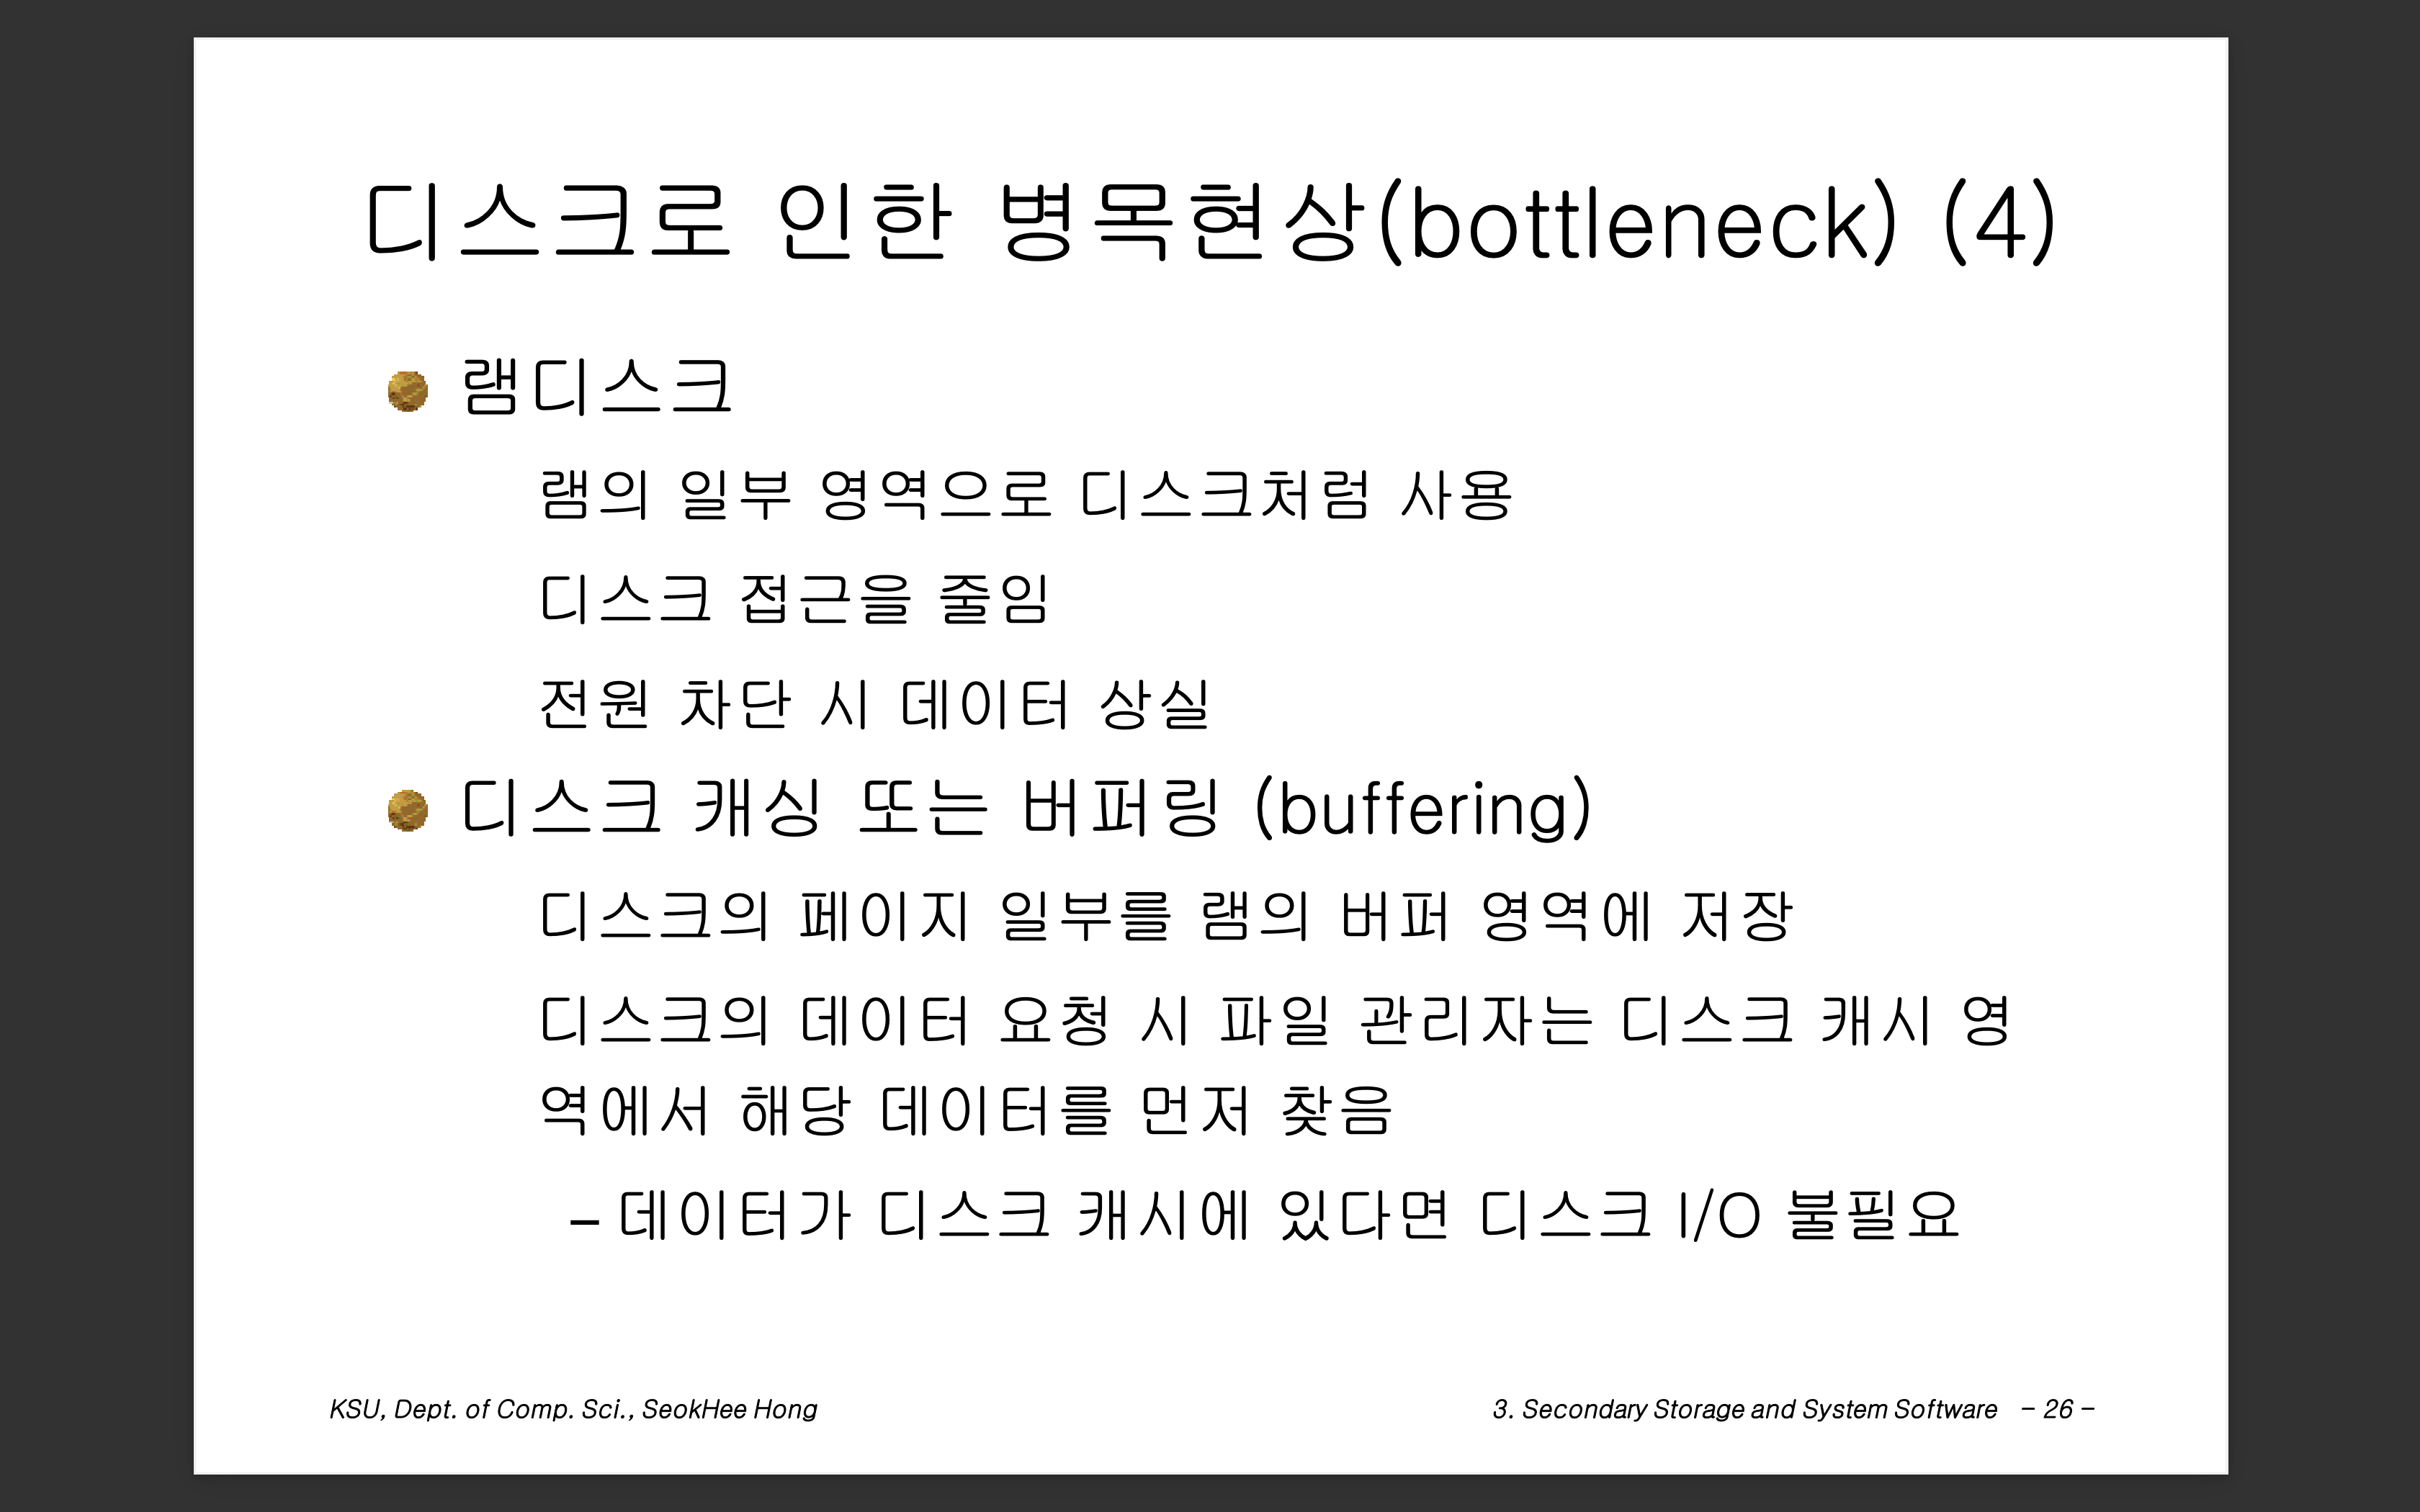 디스크로 인한 병목현상(bottleneck) (4)
램디스크
램의 일부 영역으로 디스크처럼 사용
디스크 접근을 줄임
전원 차단 시 데이터 상실
디스크 캐싱 또는 버퍼링 (buffering)
디스크의 페이지 일부를 램의 버퍼 영역에 저장
디스크의 데이터 요청 시 파일 관리자는 디스크 캐시 영
역에서 해당 데이터를 먼저 찾음
– 데이터가 디스크 캐시에 있다면 디스크 I/O 불필요
KSU, Dept. of Comp. Sci., SeokHee Hong
3. Secondary Storage and System Software – 26 –